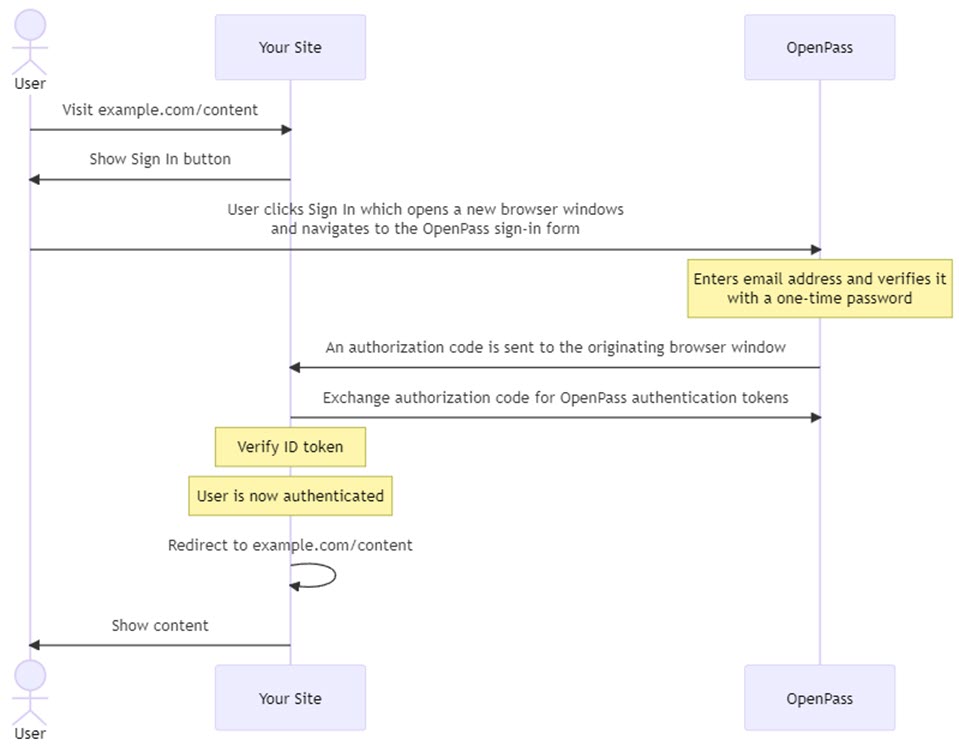 User
Your Site
OpenPass
Visit example.com/content
Show Sign In button
User clicks Sign In which opens a new browser windows
and navigates to the OpenPass sign-in form
Enters email address and verifies it
with a one-time password
An authorization code is sent to the originating browser window
Exchange authorization code for OpenPass authentication tokens
Verify ID token
User is now authenticated
Redirect to example.com/content
Show content
User
Your Site
OpenPass